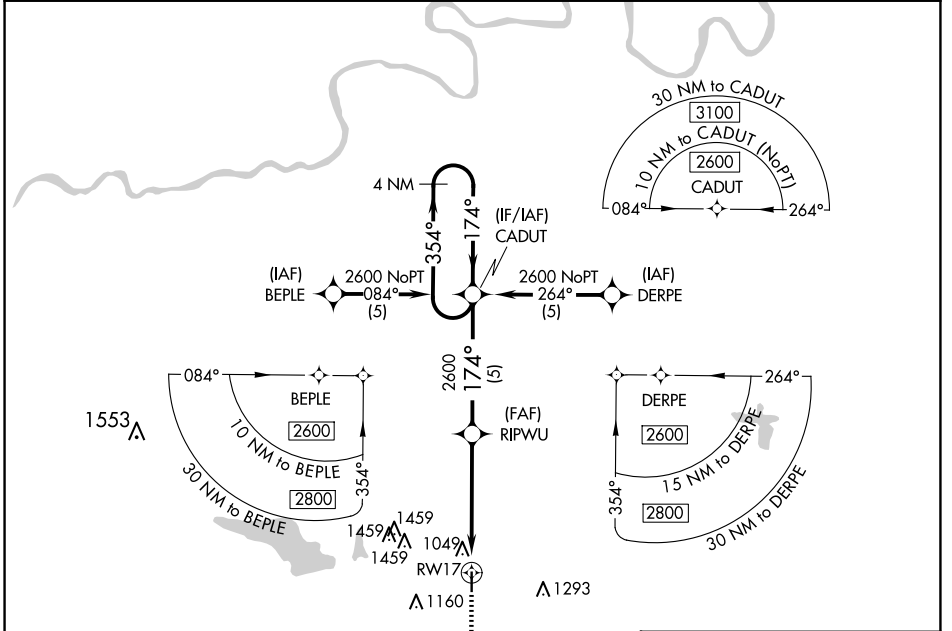 30 NM to CADUT
3100
10 NM to CADUT (NoPT)
2600
CADUT
084°
264°
4 NM
354°
174°
(IF/IAF)
CADUT
(IAF)
BEPLE
2600 NoPT
084°
(5)
2600 NoPT
264°
(5)
(IAF)
DERPE
2600
174°
(5)
084°
BEPLE
2600
10 NM to BEPLE
2800
30 NM to BEPLE
354°
264°
DERPE
2600
15 NM to DERPE
2800
30 NM to DERPE
354°
(FAF)
RIPWU
1553
1459
1459
1459
1049
RW17
1160
1293